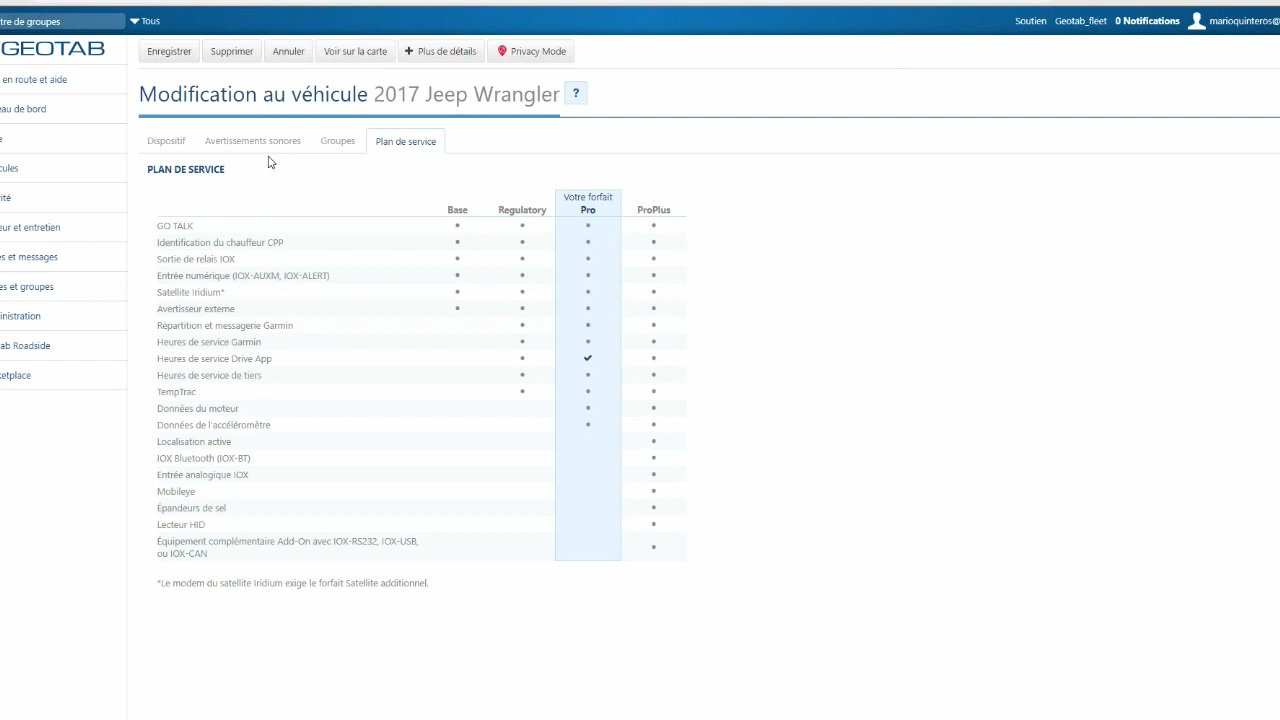 tre de groupes Tous Soutien Geotab_fleet 0 Notifications marioquinteros@
GEOTAB
Enregistrer Supprimer Annuler Voir sur la carte + Plus de détails Privacy Mode
en route et aide
Modification au véhicule 2017 Jeep Wrangler ?
eau de bord
e
Dispositif Avertissements sonores Groupes Plan de service
cules
PLAN DE SERVICE
ité
eur et entretien
es et messages
es et groupes
inistration
ab Roadside
ketplace
Votre forfait
Base Regulatory Pro ProPlus
GO TALK
Identification du chauffeur CPP
Sortie de relais IOX
Entrée numérique (IOX-AUXM, IOX-ALERT)
Satellite Iridium*
Avertisseur externe
Répartition et messagerie Garmin
Heures de service Garmin
Heures de service Drive App
Heures de service de tiers
TempTrac
Données du moteur
Données de l'accéléromètre
Localisation active
IOX Bluetooth (IOX-BT)
Entrée analogique IOX
Mobileye
Épandeurs de sel
Lecteur HID
Équipement complémentaire Add-On avec IOX-RS232, IOX-USB,
ou IOX-CAN
*Le modem du satellite Iridium exige le forfait Satellite additionnel.